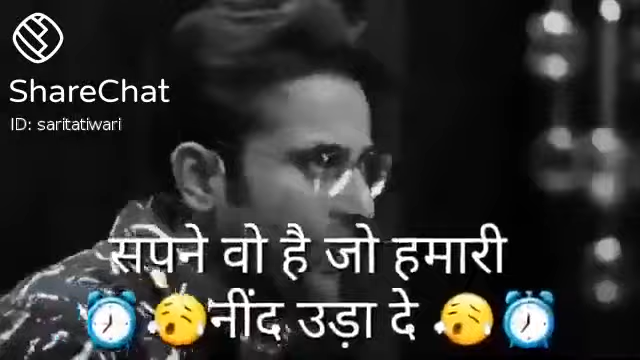 ShareChat
ID: saritatiwari
सपने वो है जो हमारी
⏰ 😥नींद उड़ा दे 😥⏰